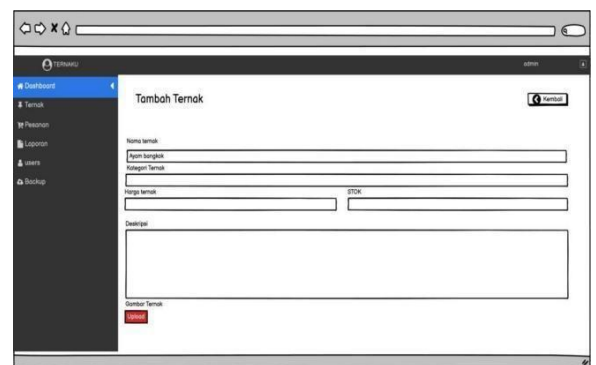 TERNAKU admin
Dashboard
Ternak
Pesanan
Laporan
users
Backup
Tambah Ternak
Kembali
Nama ternak
Ayam bangkok
Kategori Ternak
Harga ternak STOK
Deskripsi
Gambar Ternak
Upload